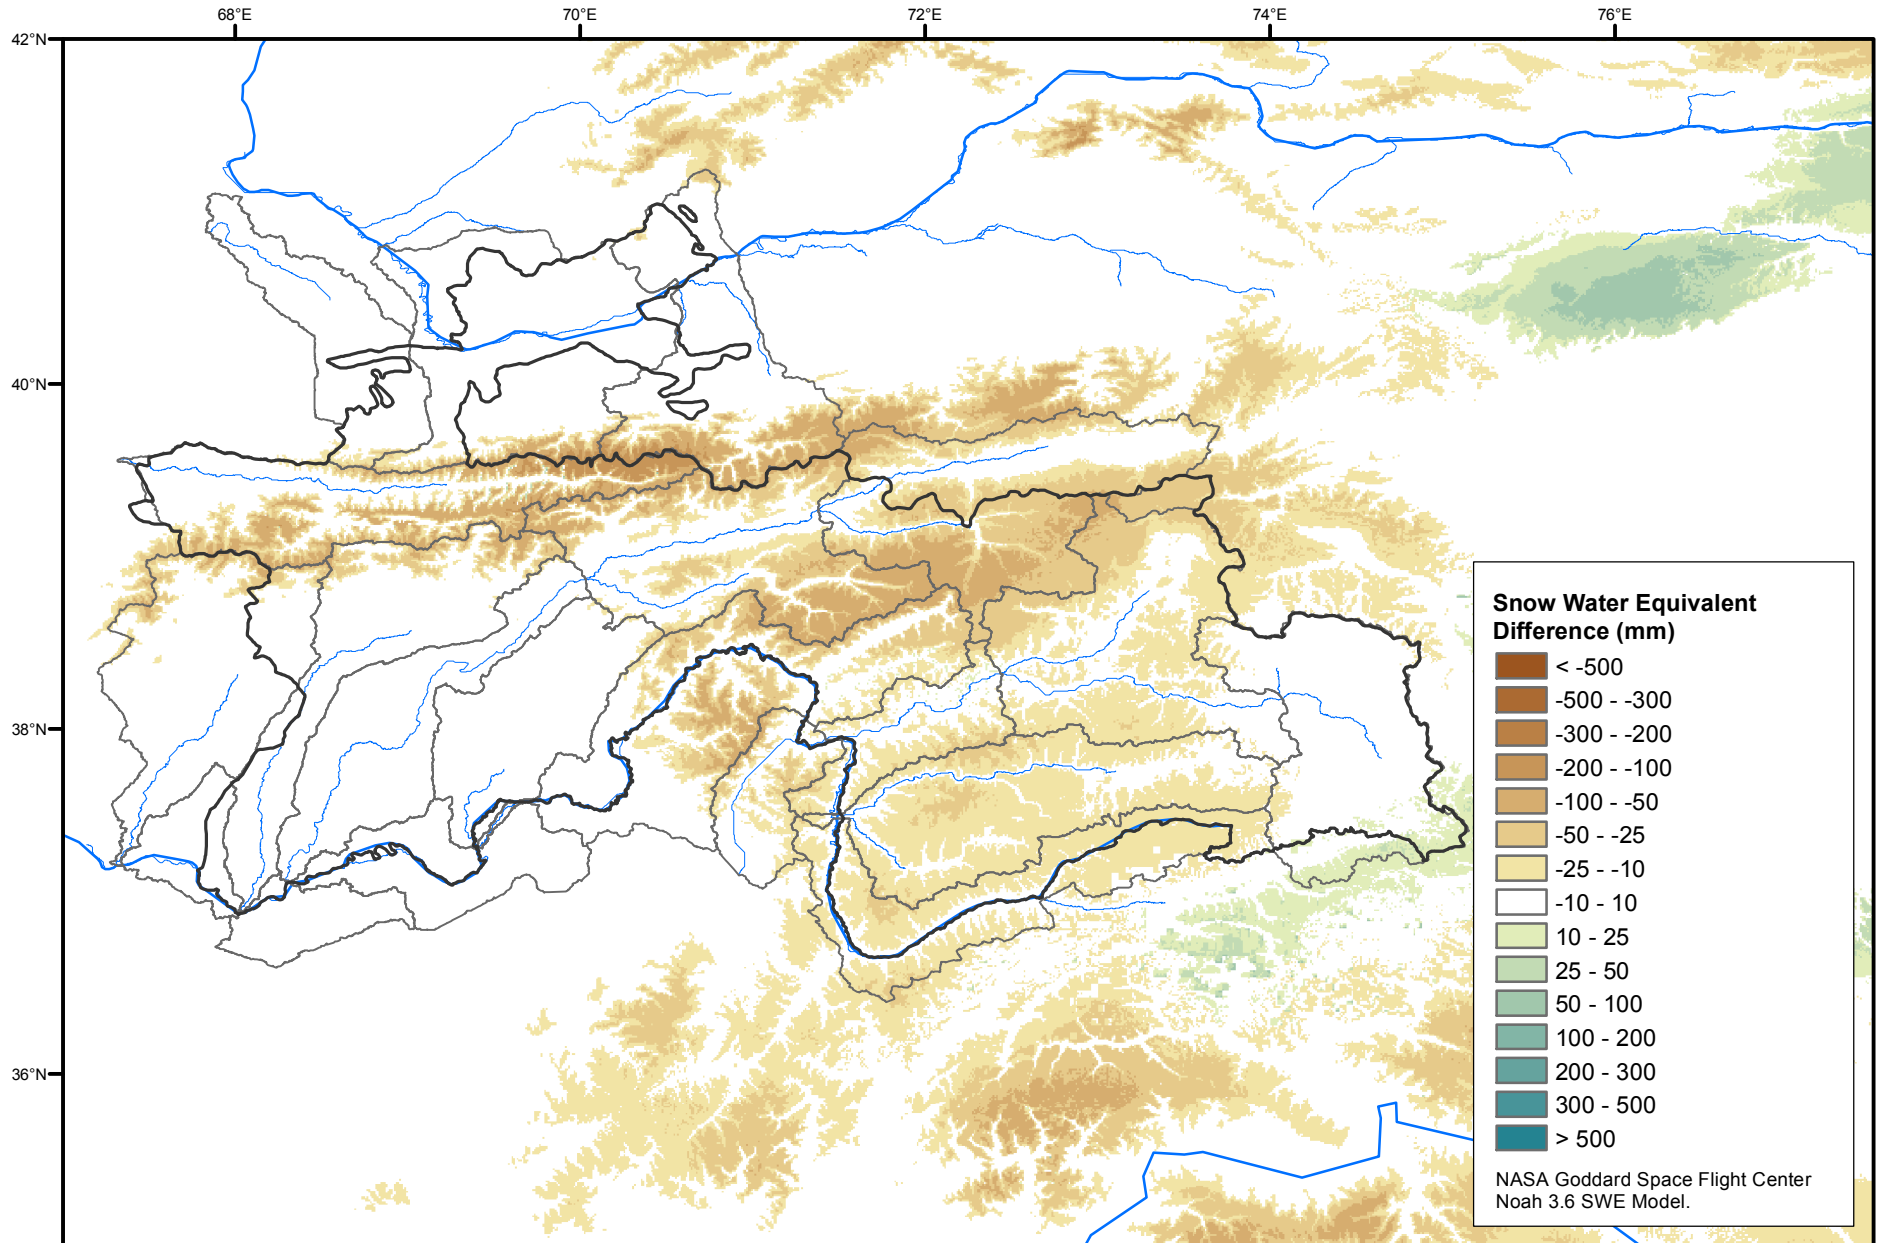 68°E 70°E 72°E 74°E 76°E
42°N
40°N
38°N
36°N
Snow Water Equivalent
Difference (mm)
< -500
-500 - -300
-300 - -200
-200 - -100
-100 - -50
-50 - -25
-25 - -10
-10 - 10
10 - 25
25 - 50
50 - 100
100 - 200
200 - 300
300 - 500
> 500
NASA Goddard Space Flight Center
Noah 3.6 SWE Model.